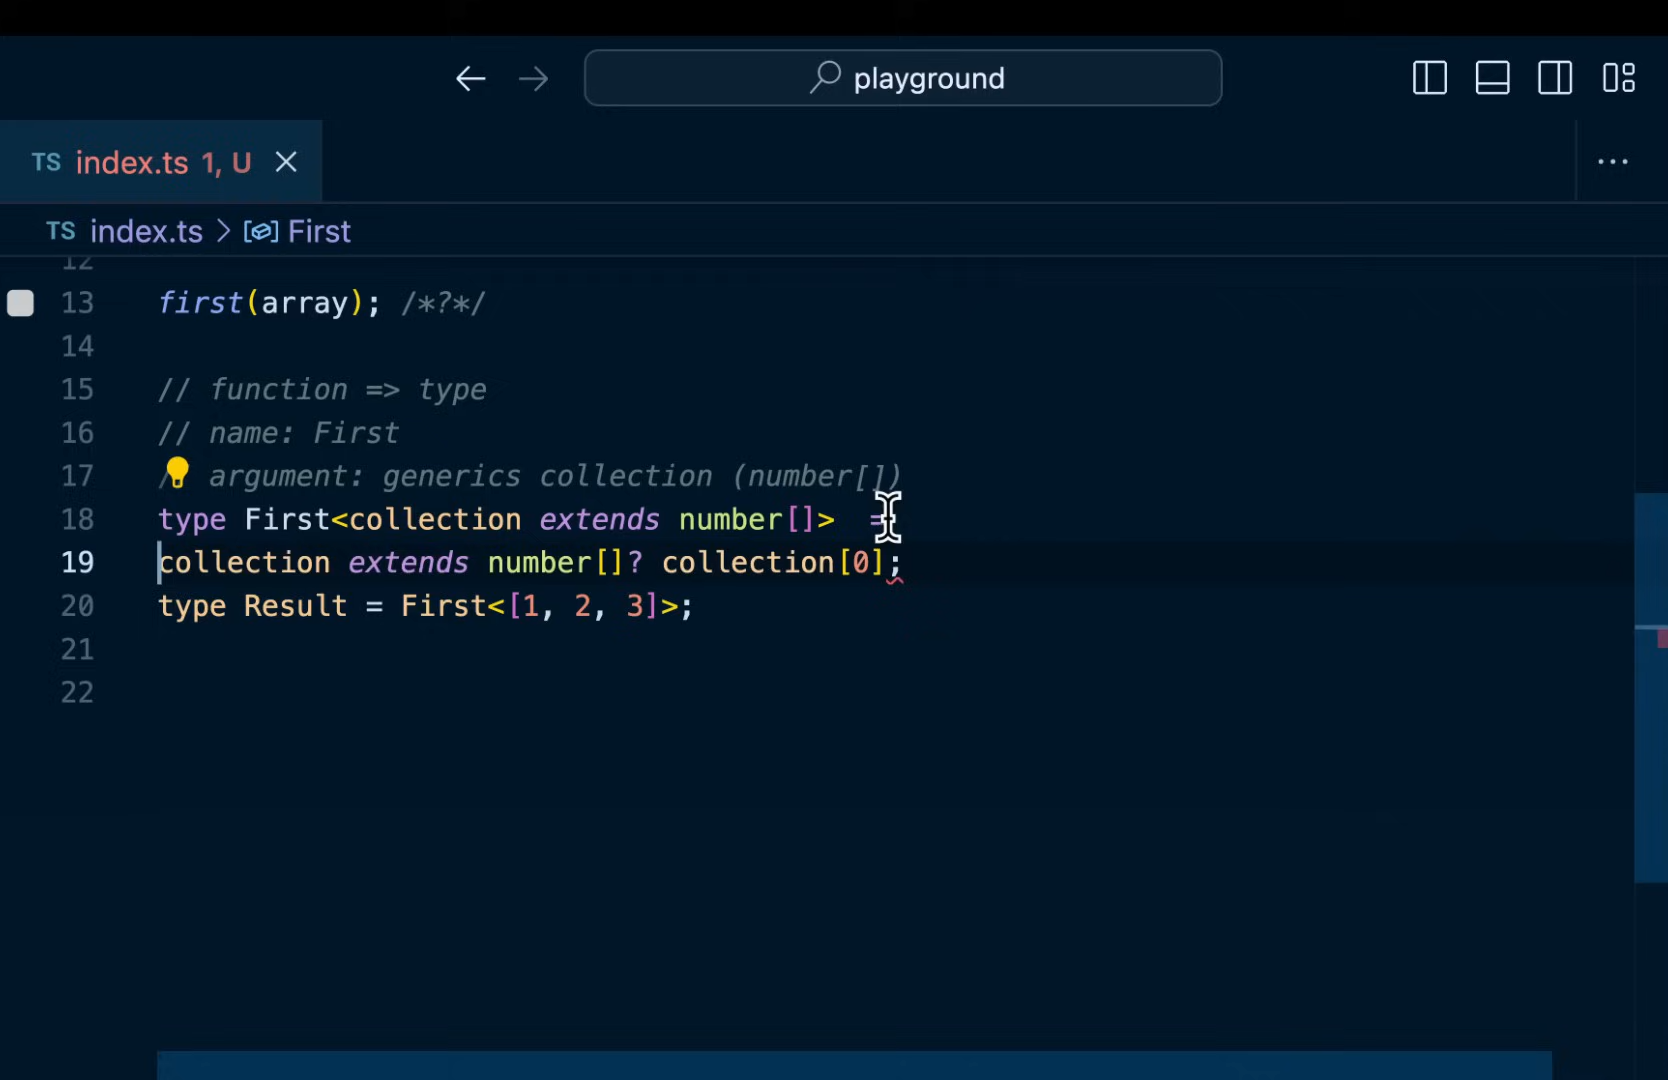 playground
TS index.ts 1, U
TS index.ts > First
12
13 first(array); /*?*/
14
15 // function => type
16 // name: First
17 / argument: generics collection (number[])
18 type First<collection extends number[]> =
19 collection extends number[]? collection[0];
20 type Result = First<[1, 2, 3]>;
21
22